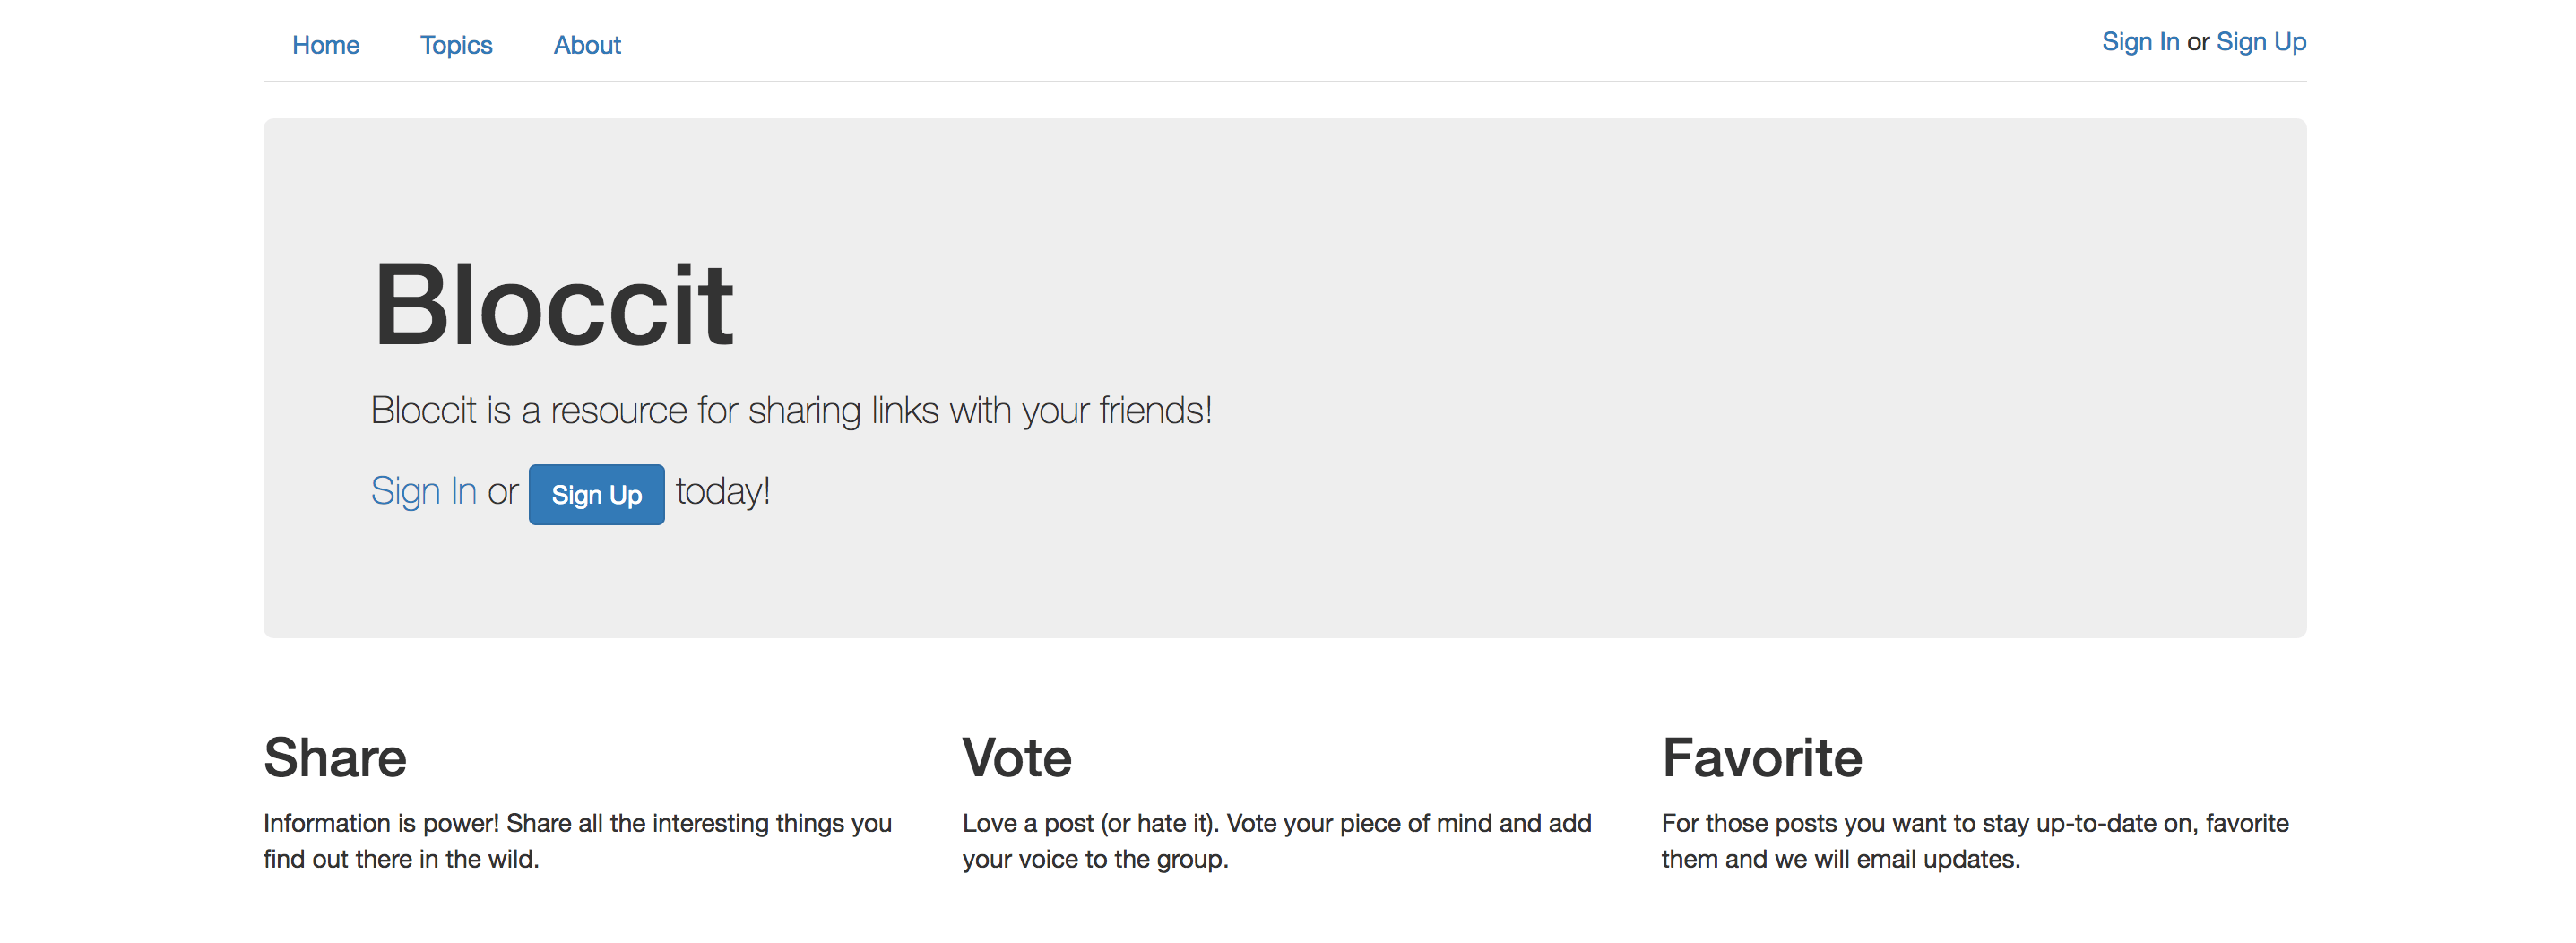 Home Topics About Sign In or Sign Up
Bloccit
Bloccit is a resource for sharing links with your friends!
Sign In or Sign Up today!
Share
Information is power! Share all the interesting things you
find out there in the wild.
Vote
Love a post (or hate it). Vote your piece of mind and add
your voice to the group.
Favorite
For those posts you want to stay up-to-date on, favorite
them and we will email updates.